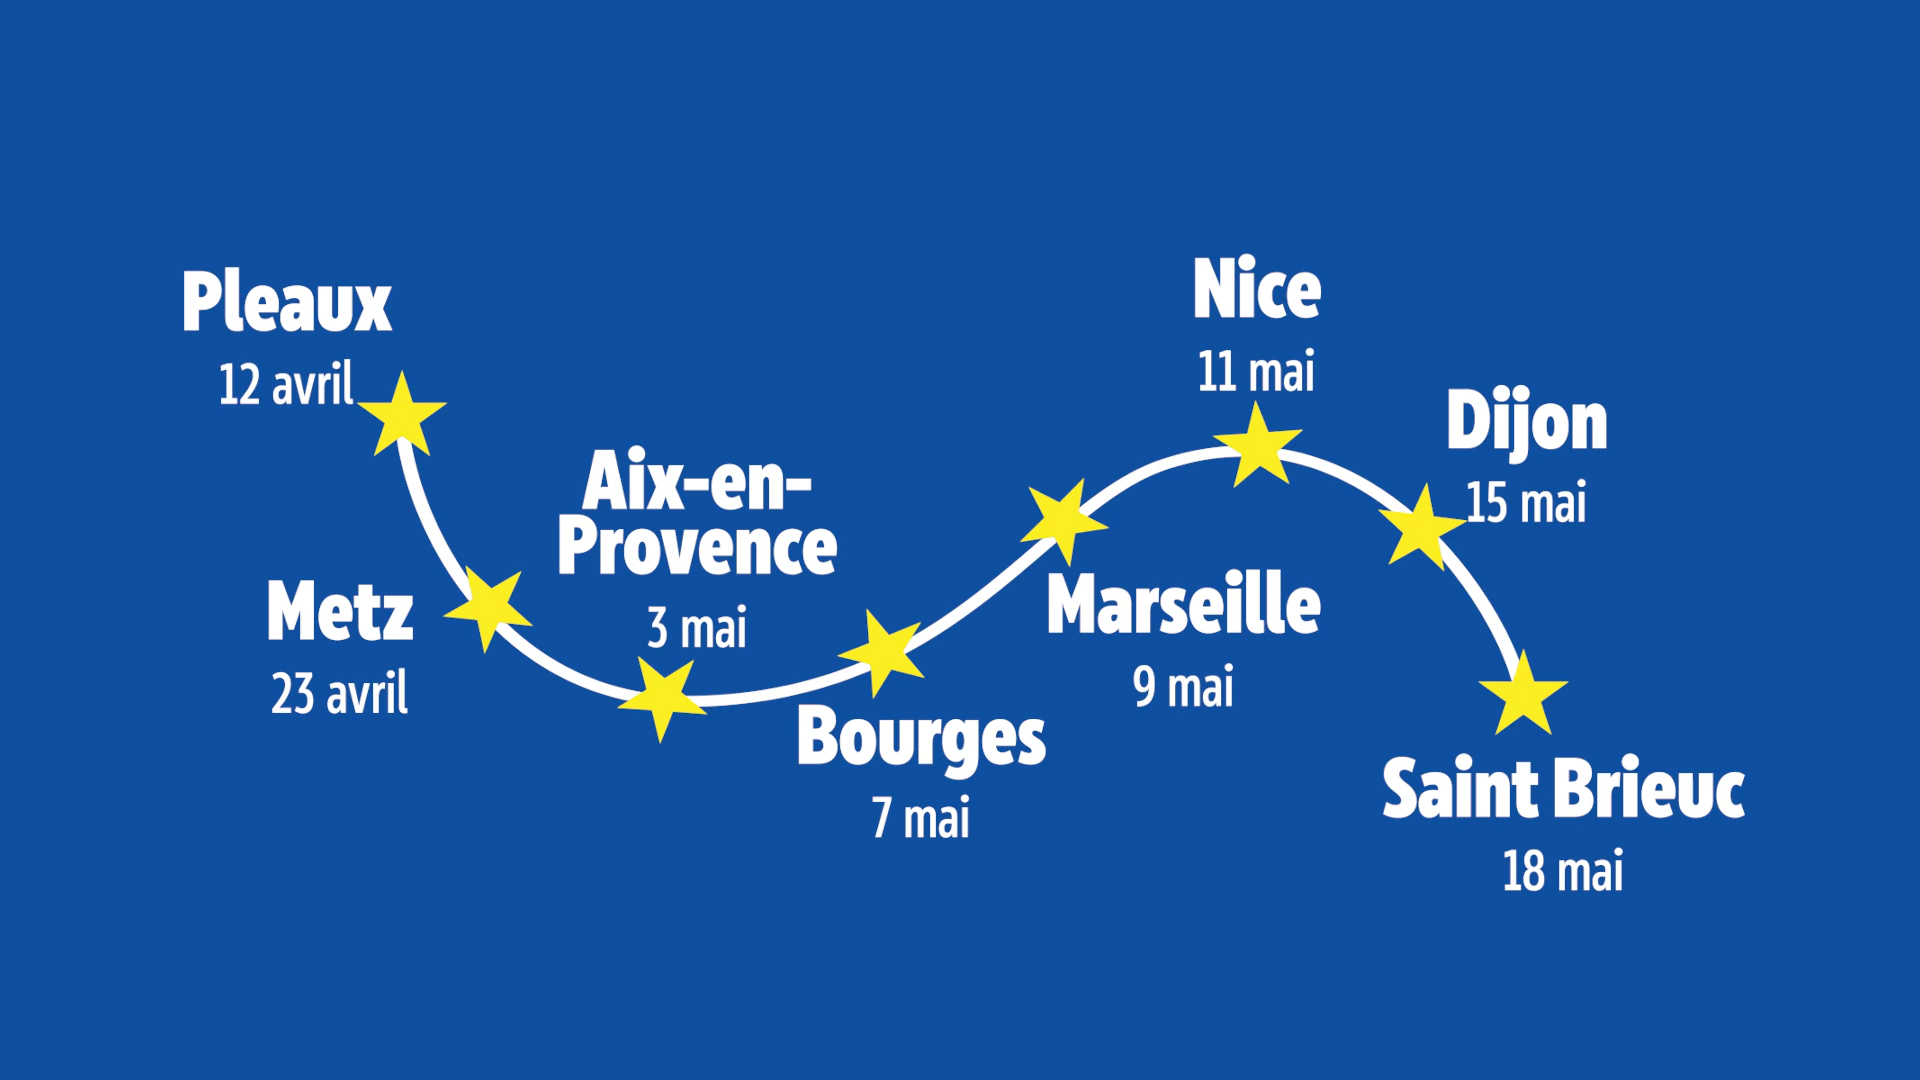 Pleaux
12 avril
Metz
23 avril
Aix-en-
Provence
3 mai
Bourges
7 mai
Marseille
9 mai
Nice
11 mai
Dijon
15 mai
Saint Brieuc
18 mai